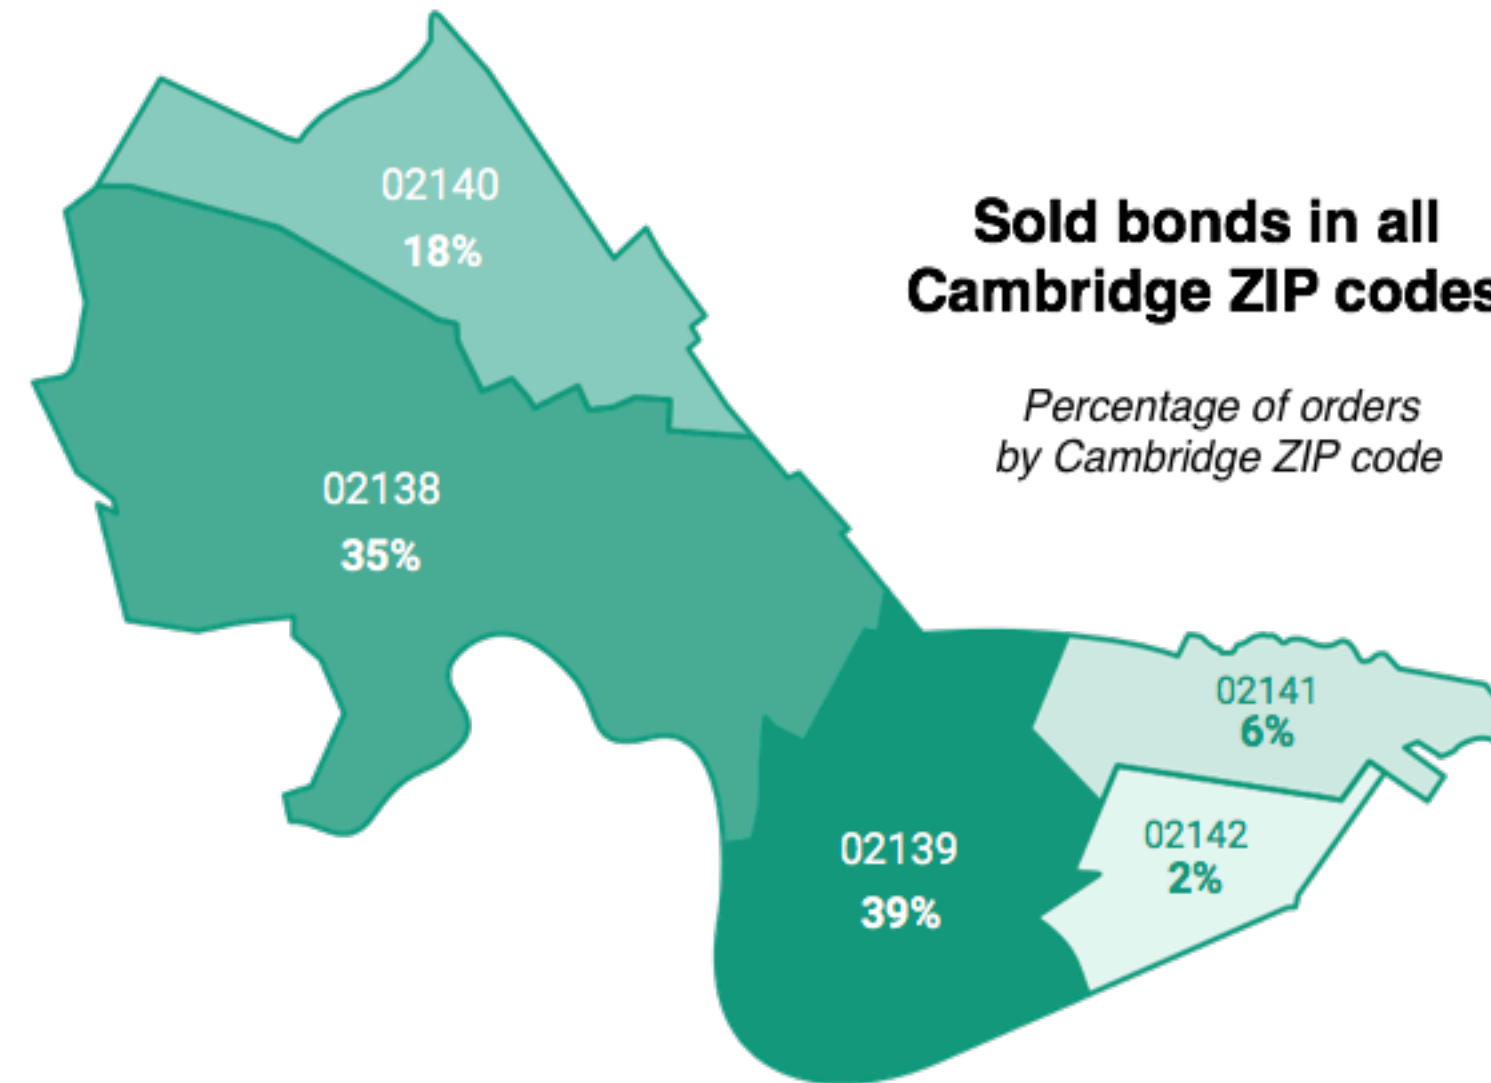 02140
18%
Sold bonds in all
Cambridge ZIP codes
Percentage of orders
by Cambridge ZIP code
02138
35%
02141
6%
02142
2%
02139
39%